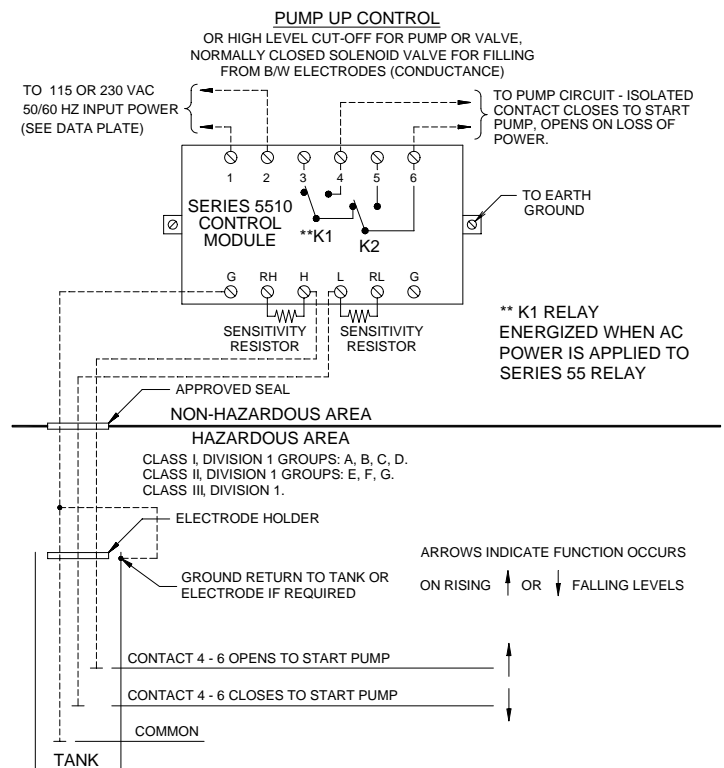 PUMP UP CONTROL
OR HIGH LEVEL CUT-OFF FOR PUMP OR VALVE,
NORMALLY CLOSED SOLENOID VALVE FOR FILLING
FROM B/W ELECTRODES (CONDUCTANCE)
TO 115 OR 230 VAC
50/60 HZ INPUT POWER
(SEE DATA PLATE)
TO PUMP CIRCUIT - ISOLATED
CONTACT CLOSES TO START
PUMP, OPENS ON LOSS OF
POWER.
1 2 3 4 5 6
SERIES 5510
CONTROL
MODULE
**K1
K2
TO EARTH
GROUND
G RH H L RL G
SENSITIVITY
RESISTOR
SENSITIVITY
RESISTOR
** K1 RELAY
ENERGIZED WHEN AC
POWER IS APPLIED TO
SERIES 55 RELAY
APPROVED SEAL
NON-HAZARDOUS AREA
HAZARDOUS AREA
CLASS I, DIVISION 1 GROUPS: A, B, C, D.
CLASS II, DIVISION 1 GROUPS: E, F, G.
CLASS III, DIVISION 1.
ELECTRODE HOLDER
GROUND RETURN TO TANK OR
ELECTRODE IF REQUIRED
ARROWS INDICATE FUNCTION OCCURS
ON RISING OR FALLING LEVELS
CONTACT 4 - 6 OPENS TO START PUMP
CONTACT 4 - 6 CLOSES TO START PUMP
COMMON
TANK